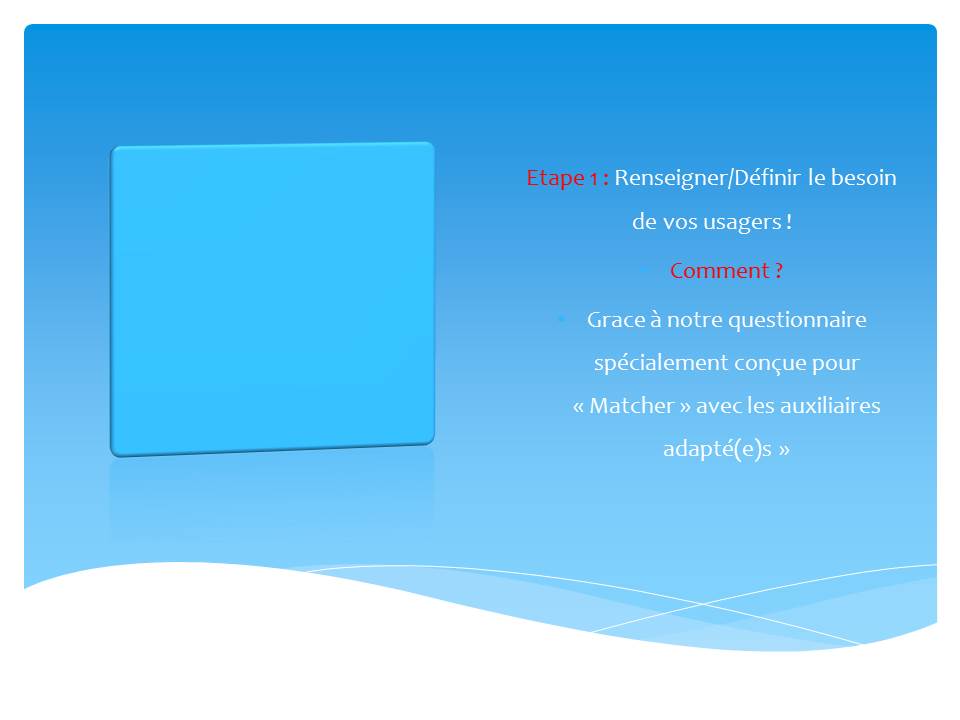 Etape 1 : Renseigner/Définir le besoin
de vos usagers !
• Comment ?
• Grace à notre questionnaire
spécialement conçue pour
« Matcher » avec les auxiliaires
adapté(e)s »